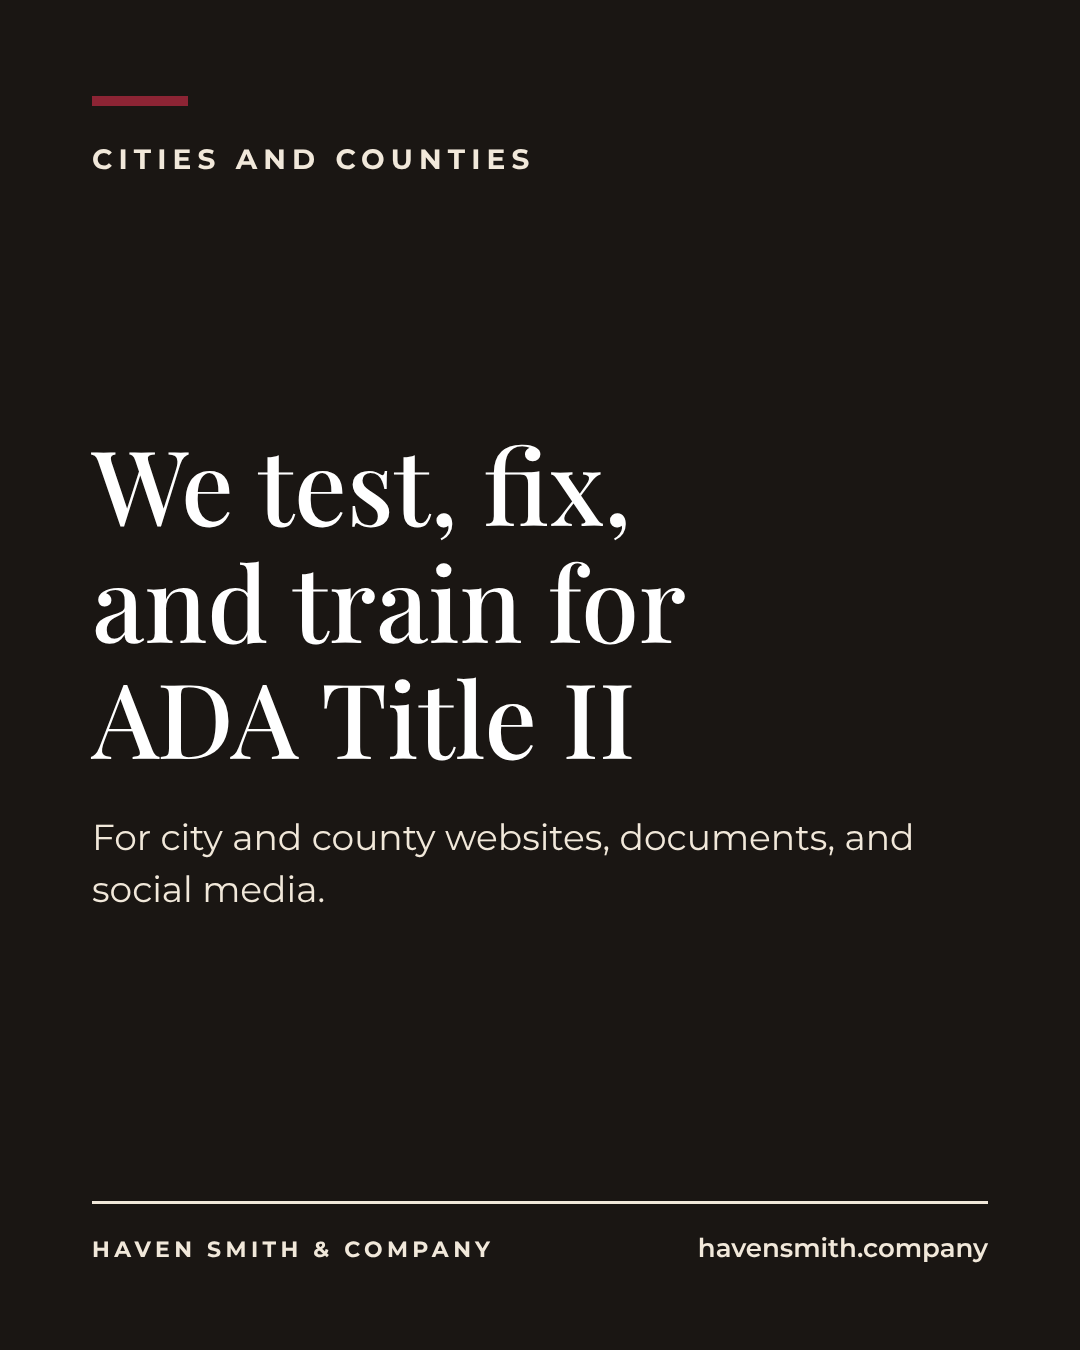 CITIES AND COUNTIES
We test, fix,
and train for
ADA Title II
For city and county websites, documents, and
social media.
HAVEN SMITH & COMPANY
havensmith.company